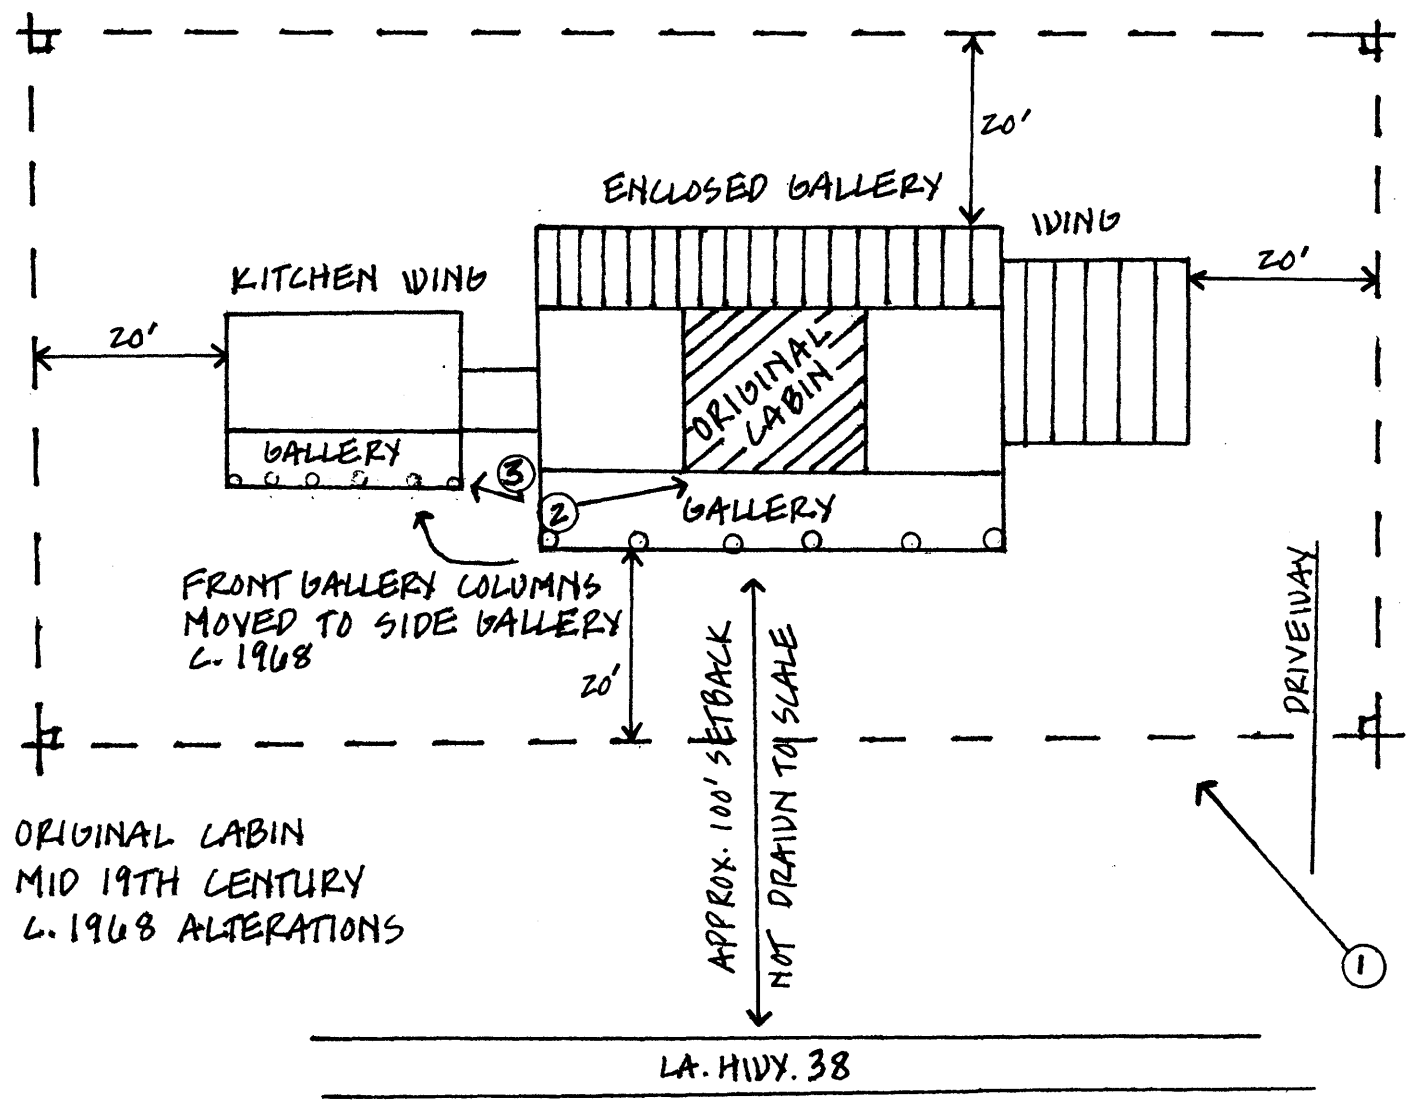 20'
ENCLOSED GALLERY
WING
KITCHEN WING
20'
20'
ORIGINAL
CABIN
GALLERY
3
2
GALLERY
FRONT GALLERY COLUMNS
MOVED TO SIDE GALLERY
C. 1968
20'
APPROX. 100' SETBACK
NOT DRAWN TO SCALE
DRIVEWAY
ORIGINAL CABIN
MID 19TH CENTURY
C. 1968 ALTERATIONS
1
LA. HWY. 38